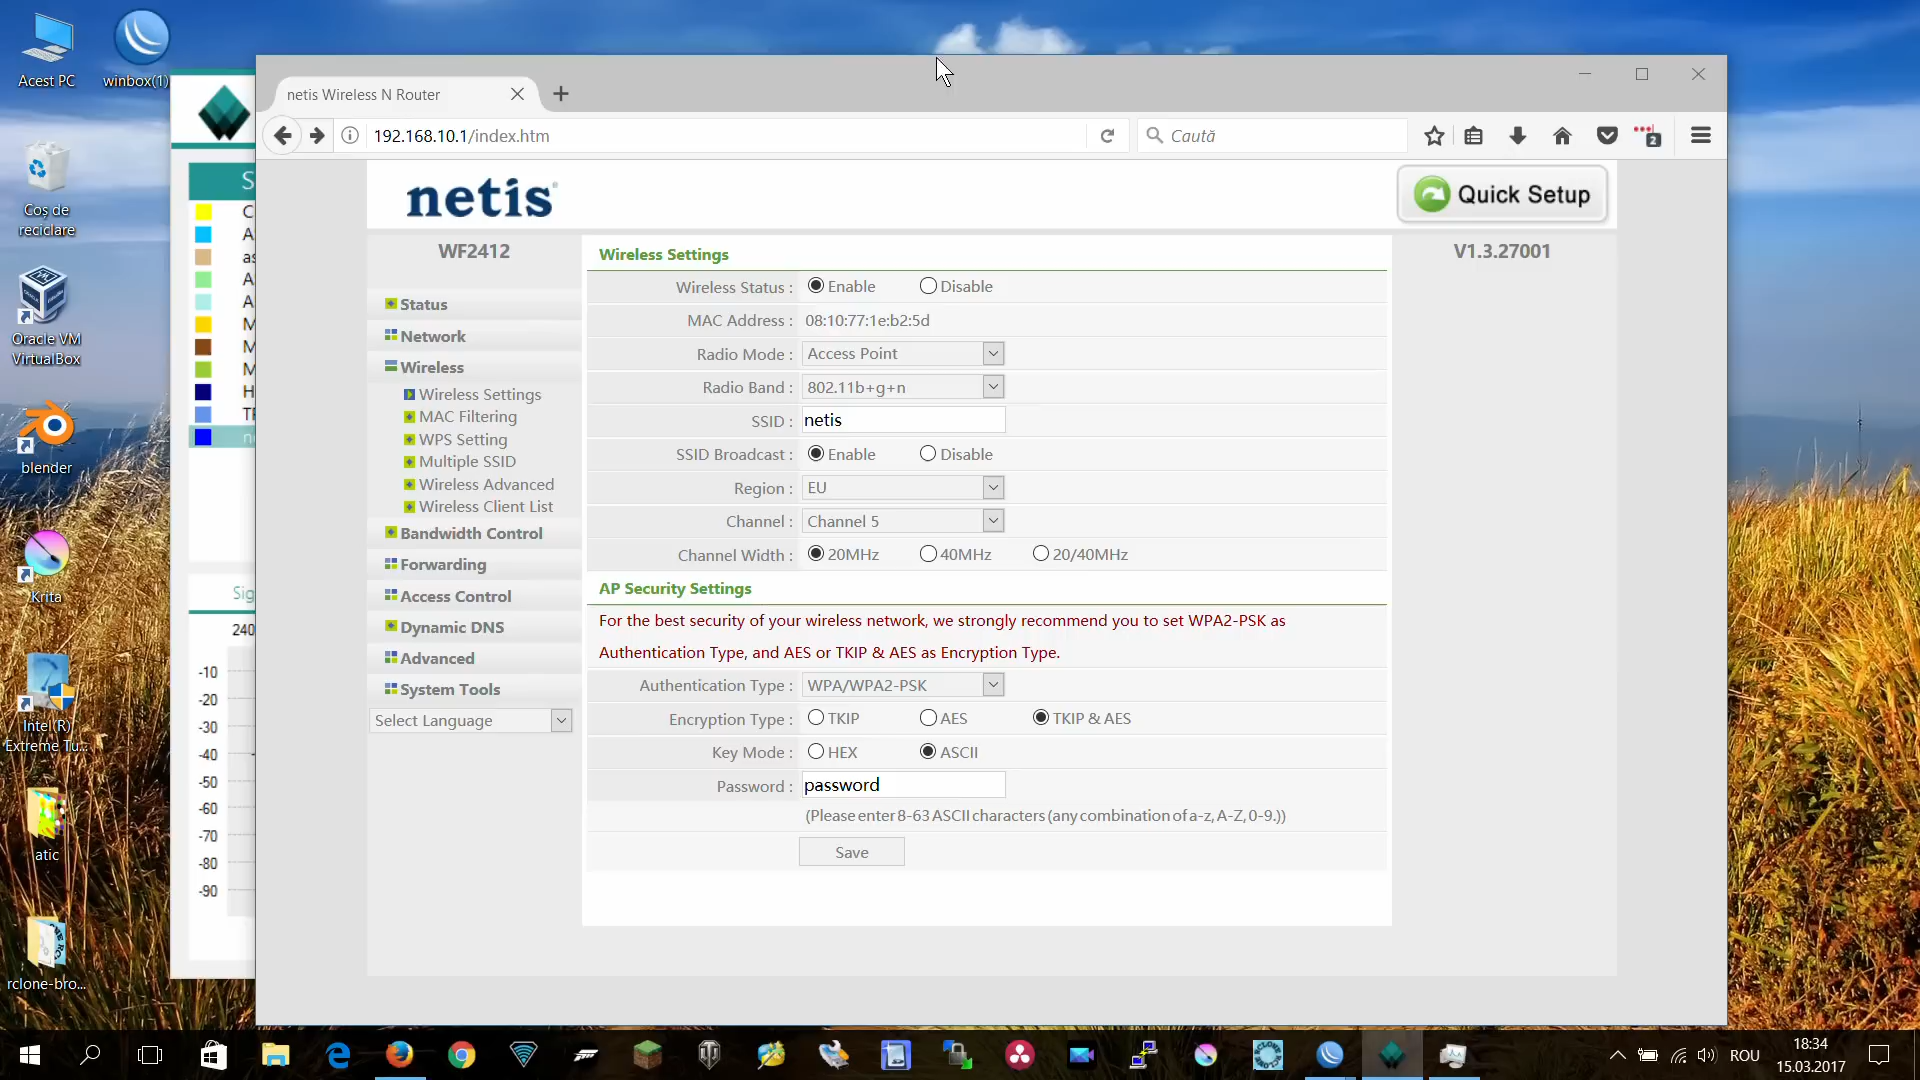 Acest PC
winbox(1)
Coș de
reciclare
Oracle VM
VirtualBox
blender
Krita
Intel(R)
Extreme Tu...
atic
rclone-bro...
S
C
A
as
A
A
M
M
M
H
TF
Sig
240
-10
-20
-30
-40
-50
-60
-70
-80
-90
netis Wireless N Router
192.168.10.1/index.htm
Caută
2
netis
Quick Setup
WF2412
V1.3.27001
Status
Network
Wireless
Wireless Settings
MAC Filtering
WPS Setting
Multiple SSID
Wireless Advanced
Wireless Client List
Bandwidth Control
Forwarding
Access Control
Dynamic DNS
Advanced
System Tools
Select Language
Wireless Settings
Wireless Status : Enable Disable
MAC Address : 08:10:77:1e:b2:5d
Radio Mode : Access Point
Radio Band : 802.11b+g+n
SSID : netis
SSID Broadcast : Enable Disable
Region : EU
Channel : Channel 5
Channel Width : 20MHz 40MHz 20/40MHz
AP Security Settings
For the best security of your wireless network, we strongly recommend you to set WPA2-PSK as
Authentication Type, and AES or TKIP & AES as Encryption Type.
Authentication Type : WPA/WPA2-PSK
Encryption Type : TKIP AES TKIP & AES
Key Mode : HEX ASCII
Password : password
(Please enter 8-63 ASCII characters (any combination of a-z, A-Z, 0-9.))
Save
ROU
18:34
15.03.2017